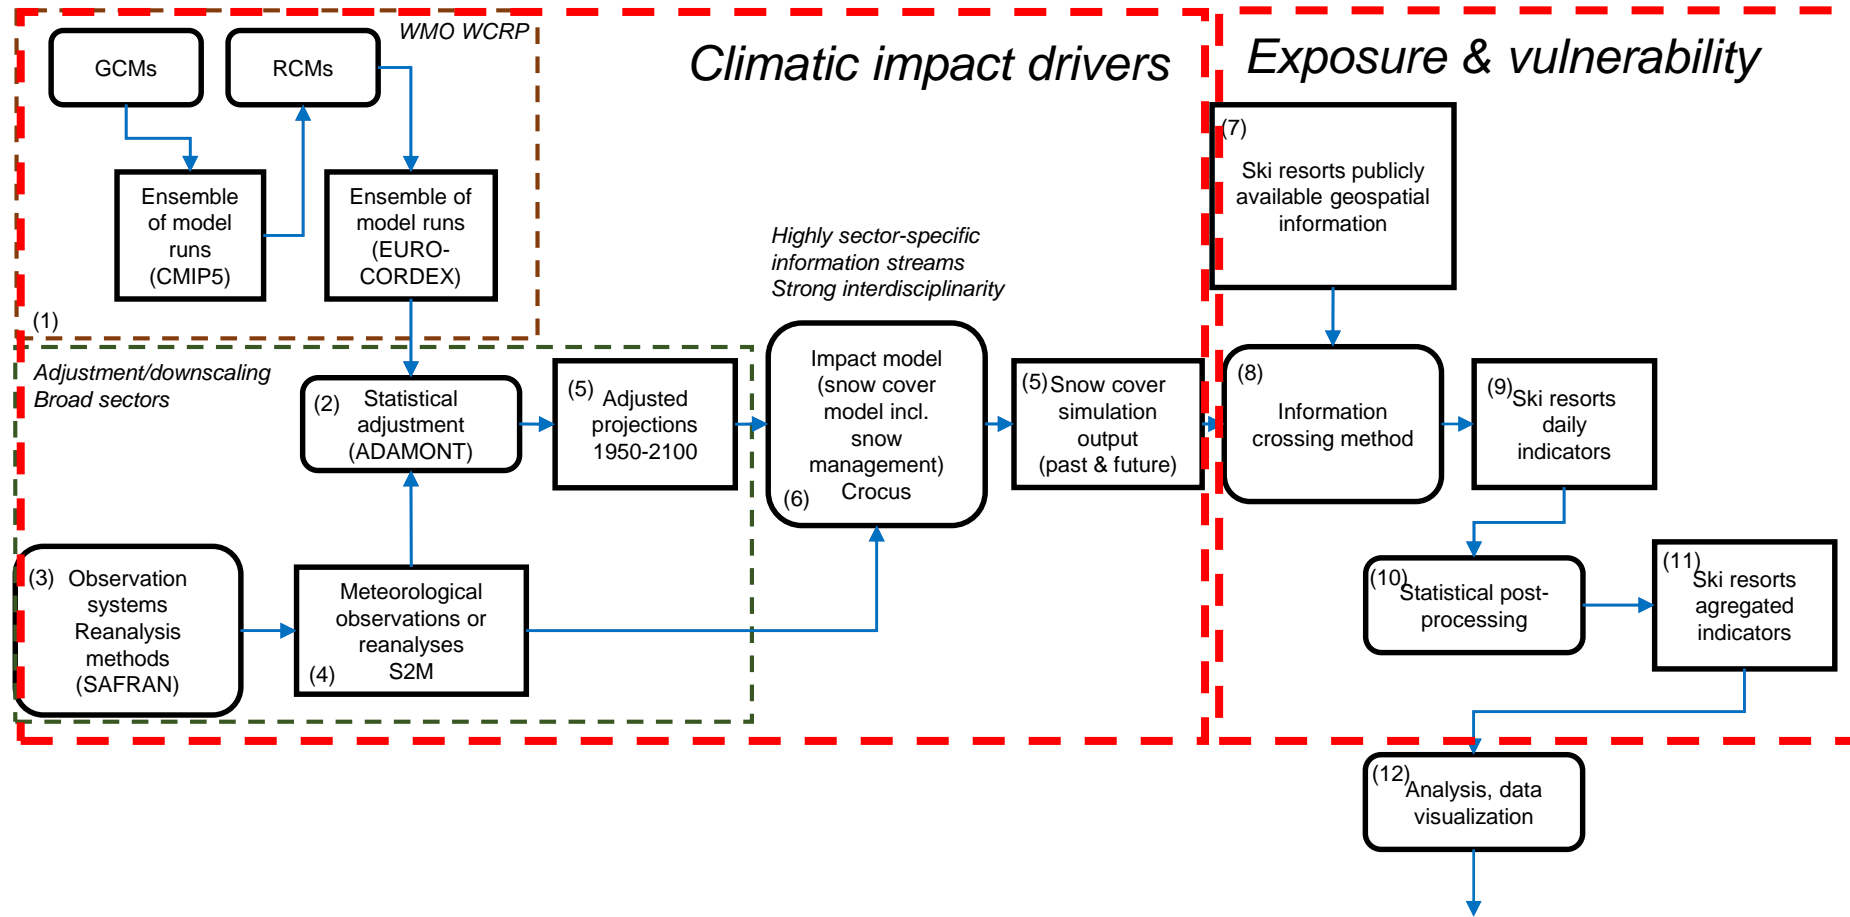 WMO WCRP
GCMs
RCMs
Climatic impact drivers
Exposure & vulnerability
Ensemble
of model
runs
(CMIP5)
Ensemble of
model runs
(EURO-
CORDEX)
(1)
(7)
Ski resorts publicly
available geospatial
information
Highly sector-specific
information streams
Strong interdisciplinarity
Adjustment/downscaling
Broad sectors
(2)
Statistical
adjustment
(ADAMONT)
(5)
Adjusted
projections
1950-2100
Impact model
(snow cover
model incl.
snow
management)
Crocus
(6)
(5)
Snow cover
simulation
output
(past & future)
(8)
Information
crossing method
(9)
Ski resorts
daily
indicators
(3)
Observation
systems
Reanalysis
methods
(SAFRAN)
Meteorological
observations or
reanalyses
S2M
(4)
(10)
Statistical post-
processing
(11)
Ski resorts
agregated
indicators
(12)
Analysis, data
visualization